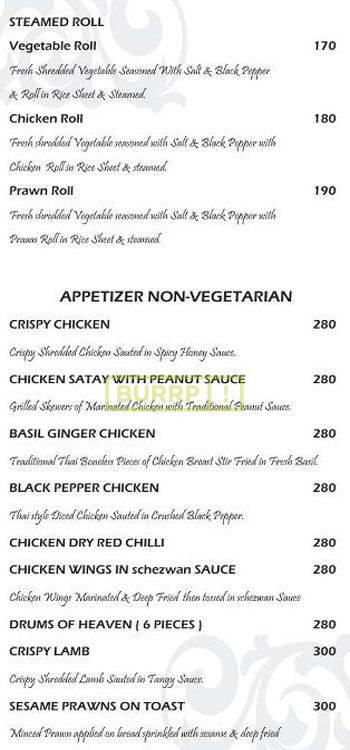 STEAMED ROLL
Vegetable Roll 170
Fresh Shredded Vegetable Seasoned With Salt & Black Pepper
& Roll in Rice Sheet & Steamed.
Chicken Roll 180
Fresh shredded Vegetable seasoned with Salt & Black Pepper with
Chicken Roll in Rice Sheet & steamed.
Prawn Roll 190
Fresh shredded Vegetable seasoned with Salt & Black Pepper with
Prawn Roll in Rice Sheet & steamed.
APPETIZER NON-VEGETARIAN
CRISPY CHICKEN 280
Crispy Shredded Chicken Sauted in Spicy Honey Sauce.
CHICKEN SATAY WITH PEANUT SAUCE 280
BURRP!
Grilled Skewers of Marinated Chicken with Traditional Peanut Sauce.
BASIL GINGER CHICKEN 280
Traditional Thai Boneless Pieces of Chicken Breast Stir Fried in Fresh Basil.
BLACK PEPPER CHICKEN 280
Thai style Diced Chicken Sauted in Crushed Black Pepper.
CHICKEN DRY RED CHILLI 280
CHICKEN WINGS IN schezwan SAUCE 280
Chicken Wings Marinated & Deep Fried then tossed in schezwan Sauce
DRUMS OF HEAVEN ( 6 PIECES ) 280
CRISPY LAMB 300
Crispy Shredded Lamb Sauted in Tangy Sauce.
SESAME PRAWNS ON TOAST 300
Minced Prawn applied on bread sprinkled with sesame & deep fried